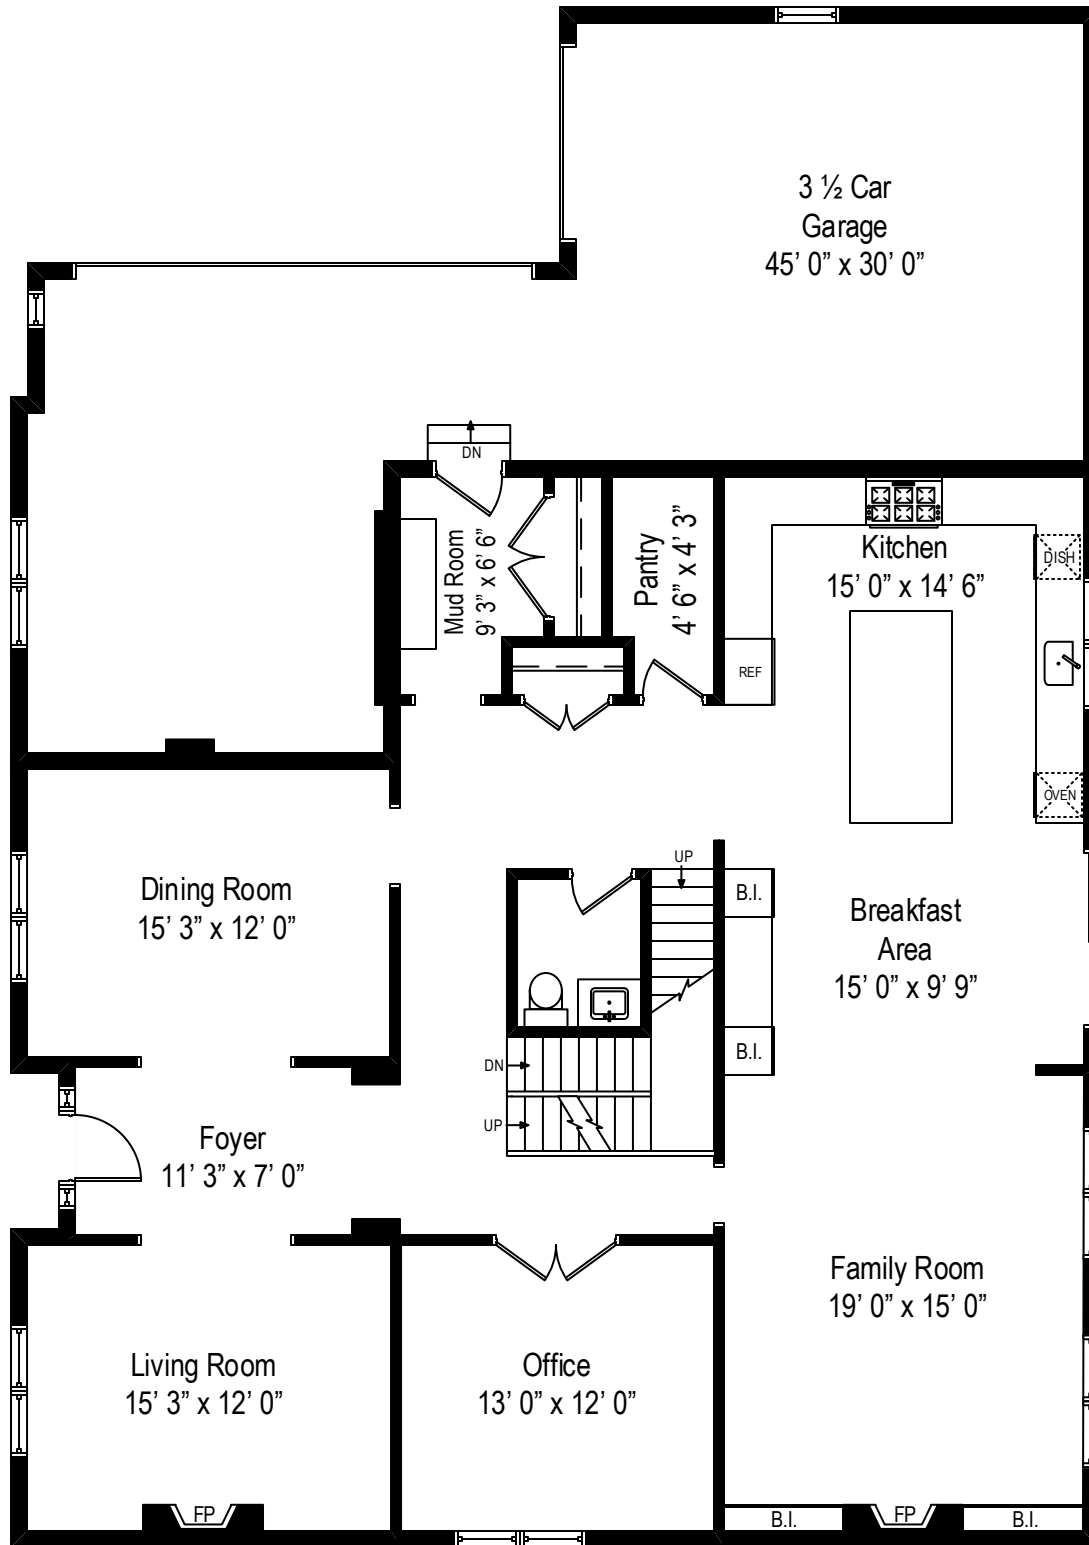 3 ½ Car
Garage
45' 0” x 30' 0”
DN
Mud Room
9' 3” x 6' 6”
Pantry
4' 6” x 4' 3”
Kitchen
15' 0” x 14' 6”
DISH
REF
OVEN
Dining Room
15' 3” x 12' 0”
UP
B.I.
Breakfast
Area
15' 0” x 9' 9”
B.I.
DN
UP
Foyer
11' 3” x 7' 0”
Family Room
19' 0” x 15' 0”
Living Room
15' 3” x 12' 0”
Office
13' 0” x 12' 0”
FP
B.I.
FP
B.I.